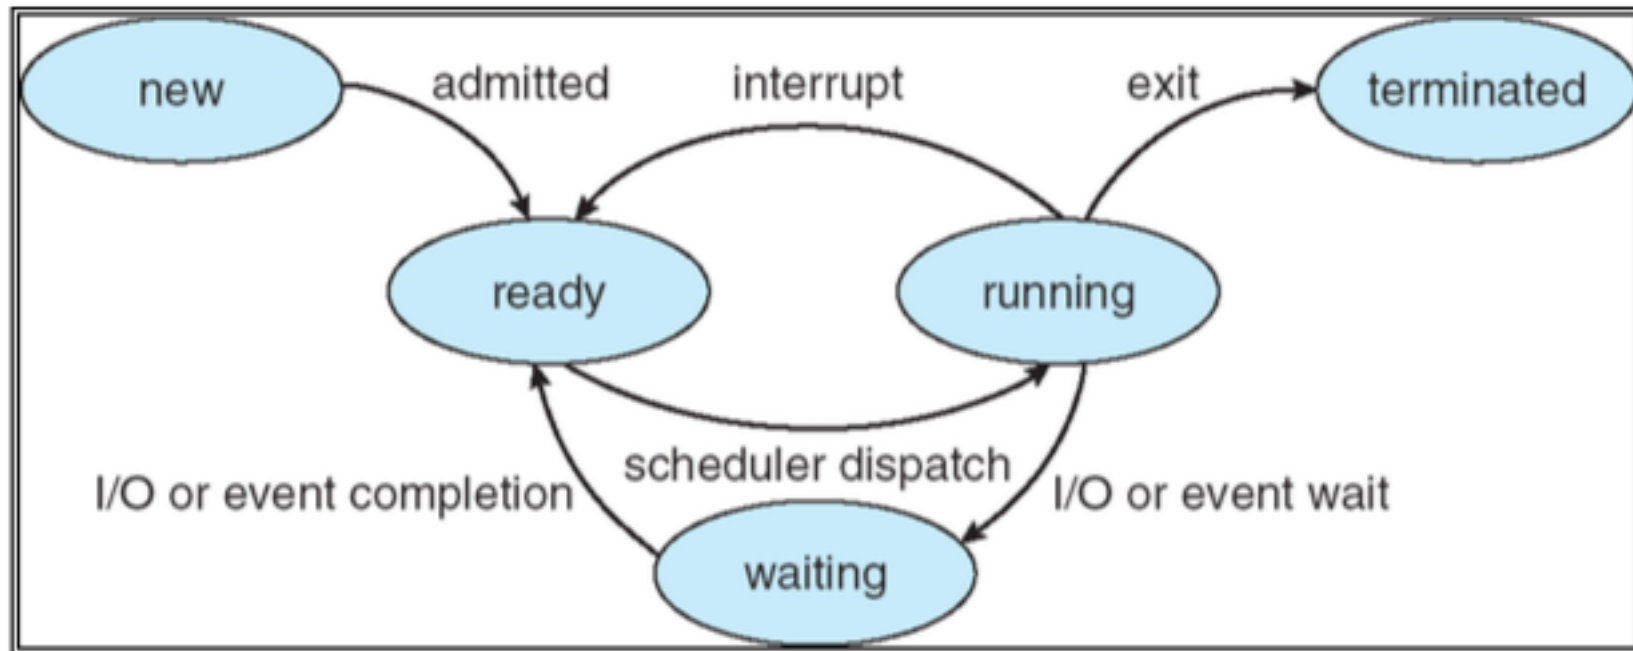 new
admitted
interrupt
exit
terminated
ready
running
scheduler dispatch
I/O or event completion
I/O or event wait
waiting